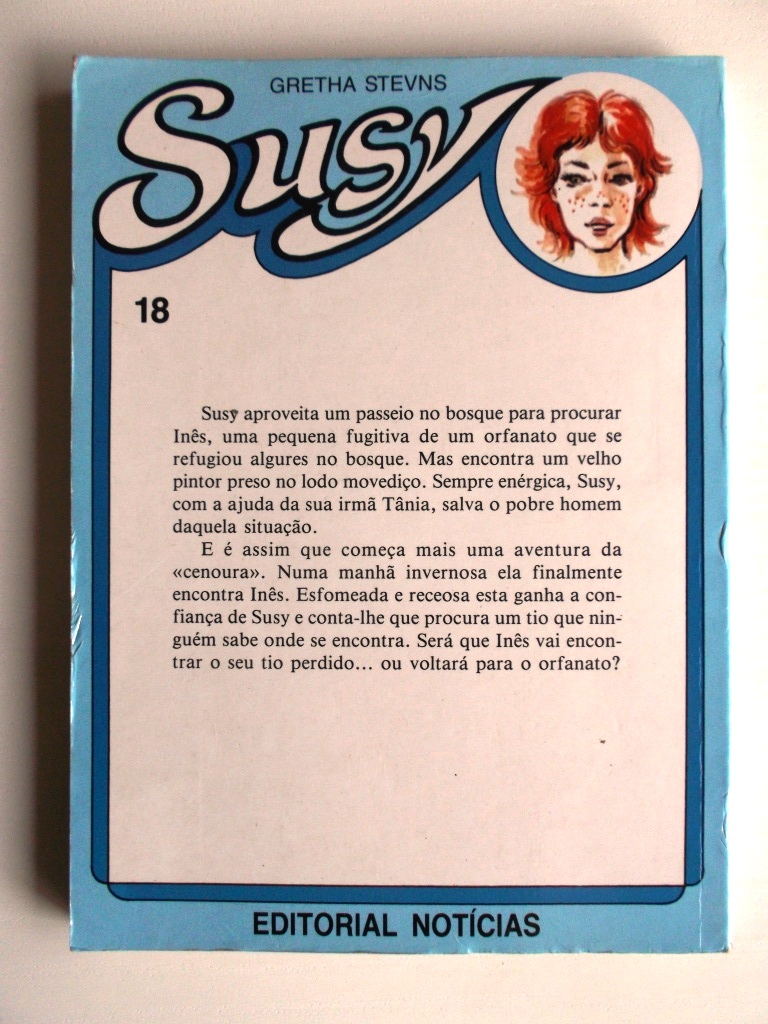 GRETHA STEVNS
Susy
18
Susy aproveita um passeio no bosque para procurar
Inês, uma pequena fugitiva de um orfanato que se
refugiou algures no bosque. Mas encontra um velho
pintor preso no lodo movediço. Sempre enérgica, Susy,
com a ajuda da sua irmã Tânia, salva o pobre homem
daquela situação.
E é assim que começa mais uma aventura da
«cenoura». Numa manhã invernosa ela finalmente
encontra Inês. Esfomeada e receosa esta ganha a con-
fiança de Susy e conta-lhe que procura um tio que nin-
guém sabe onde se encontra. Será que Inês vai encon-
trar o seu tio perdido... ou voltará para o orfanato?
EDITORIAL NOTÍCIAS